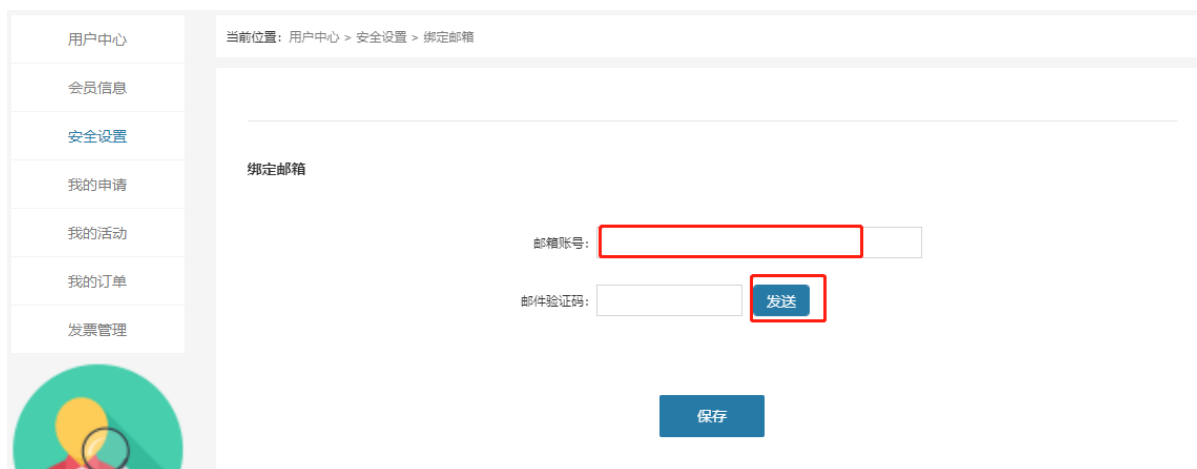 用户中心
会员信息
安全设置
我的申请
我的活动
我的订单
发票管理
当前位置：用户中心 > 安全设置 > 绑定邮箱
绑定邮箱
邮箱账号：
邮件验证码：
发送
保存